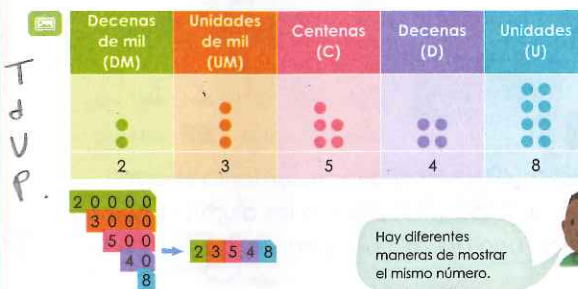 Decenas de mil (DM)
Unidades de mil (UM)
Centenas (C)
Decenas (D)
Unidades (U)
2 3 5 4 8
T
d
V
P.
20000
3000
500
40
8
23548
Hay diferentes
maneras de mostrar
el mismo número.